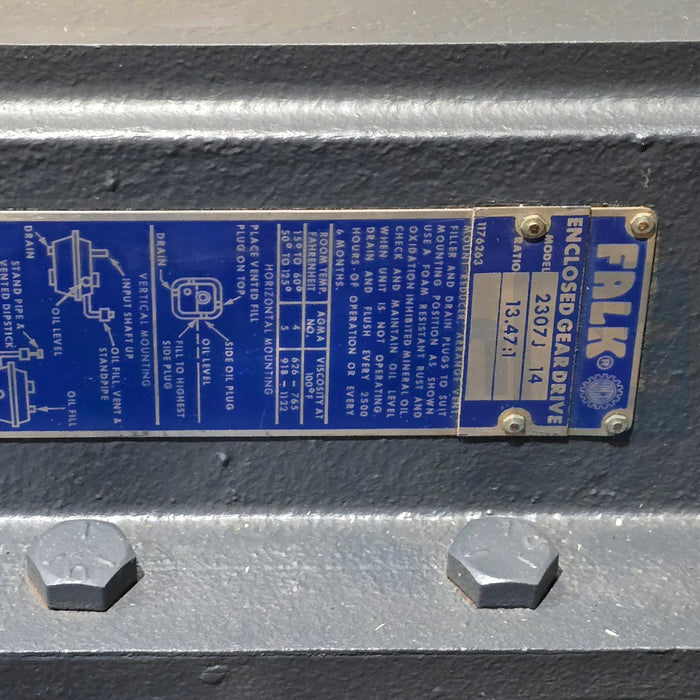 FALK®
ENCLOSED GEAR DRIVE
MODEL 2307J 14
RATIO 13.47:1
1176265
MOUNT REDUCER, ARRANGE VENT,
FILLER AND DRAIN PLUGS TO SUIT
MOUNTING POSITION AS SHOWN.
USE A FOAM RESISTANT RUST AND
OXIDATION INHIBITED MINERAL OIL
CHECK AND MAINTAIN OIL LEVEL
WHEN UNIT IS NOT OPERATING.
DRAIN AND FLUSH EVERY 2500
HOURS OF OPERATION OR EVERY
6 MONTHS.
ROOM TEMP. AGMA VISCOSITY AT
FAHRENHEIT NO. 100°F
15° TO 60° 4 626 - 765
50° TO 125° 5 918 - 1122
HORIZONTAL MOUNTING
PLACE VENTED FILL
PLUG ON TOP
SIDE OIL PLUG
OIL LEVEL
FILL TO HIGHEST
SIDE PLUG
DRAIN
VERTICAL MOUNTING
INPUT SHAFT UP
OIL FILL, VENT &
STANDPIPE
OIL LEVEL
DRAIN
STAND PIPE &
VENTED DIPSTICK
OIL FILL